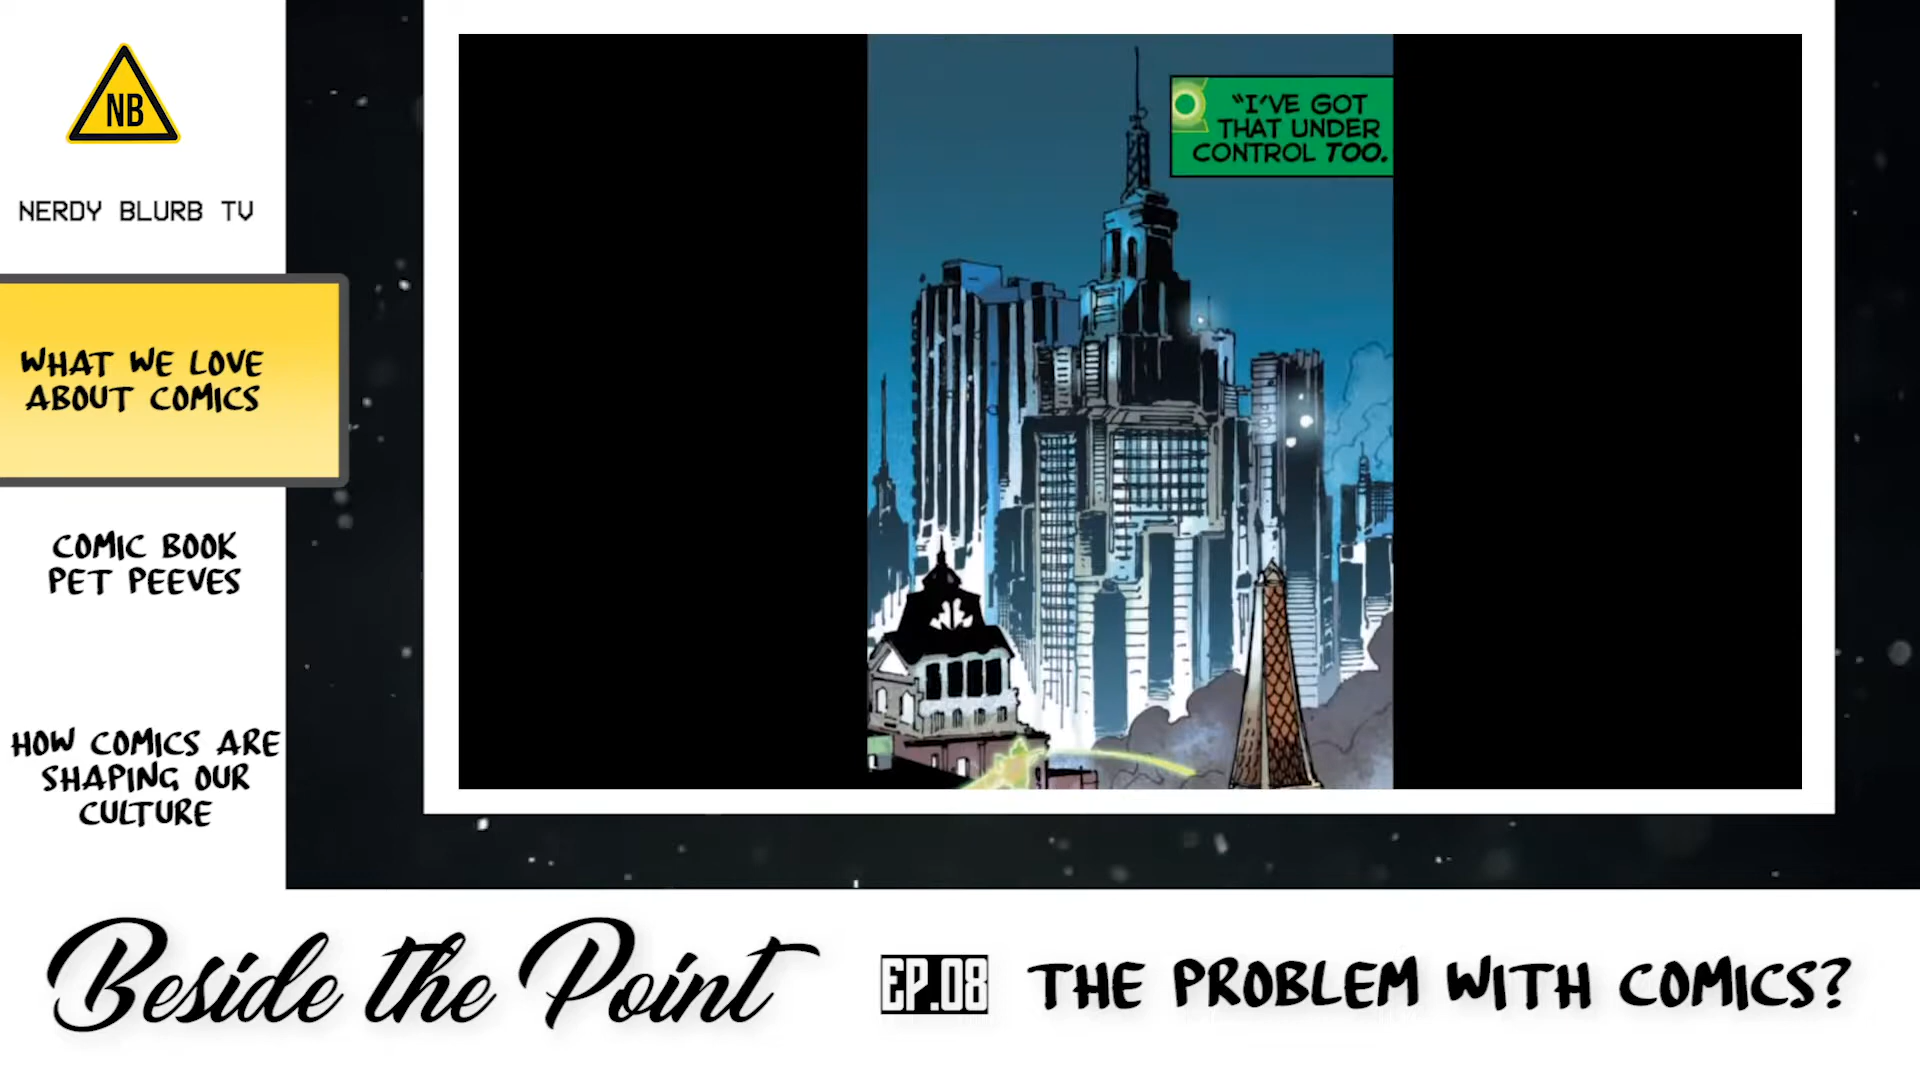 NB
NERDY BLURB TV
WHAT WE LOVE
ABOUT COMICS
COMIC BOOK
PET PEEVES
HOW COMICS ARE
SHAPING OUR
CULTURE
“I’VE GOT
THAT UNDER
CONTROL TOO.
Beside the Point
EP.08
THE PROBLEM WITH COMICS?